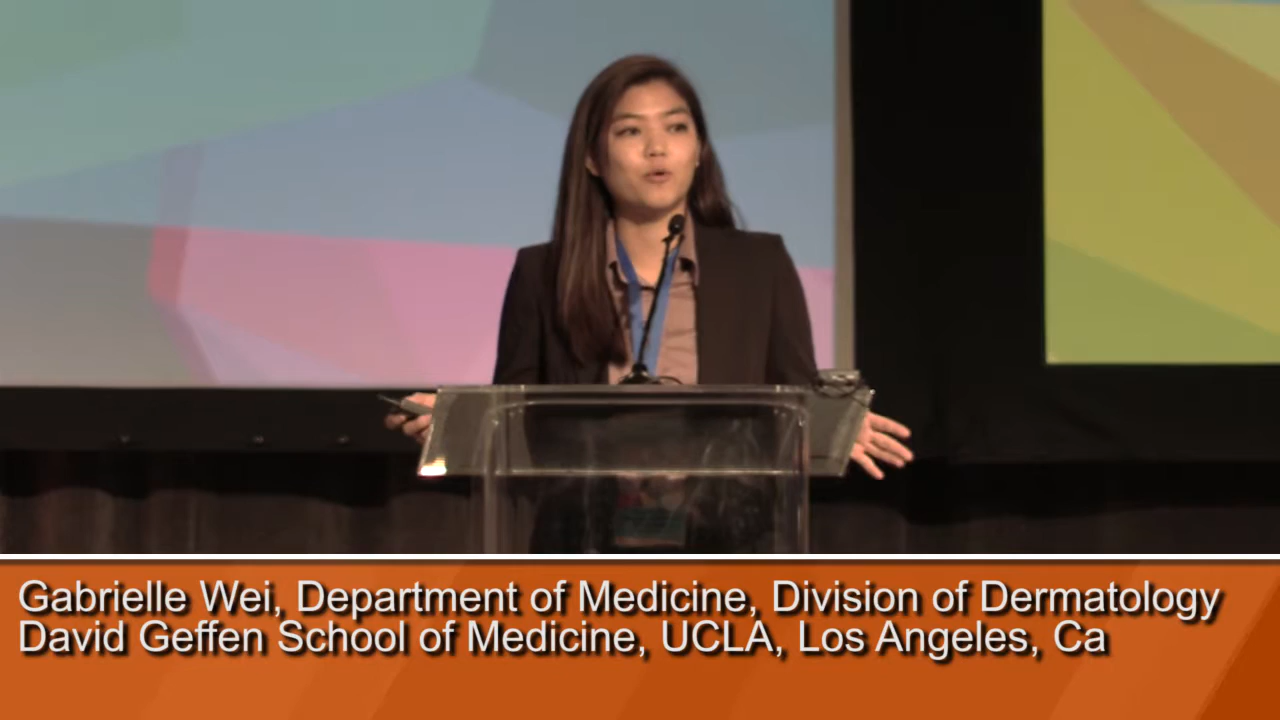 Gabrielle Wei, Department of Medicine, Division of Dermatology
David Geffen School of Medicine, UCLA, Los Angeles, Ca